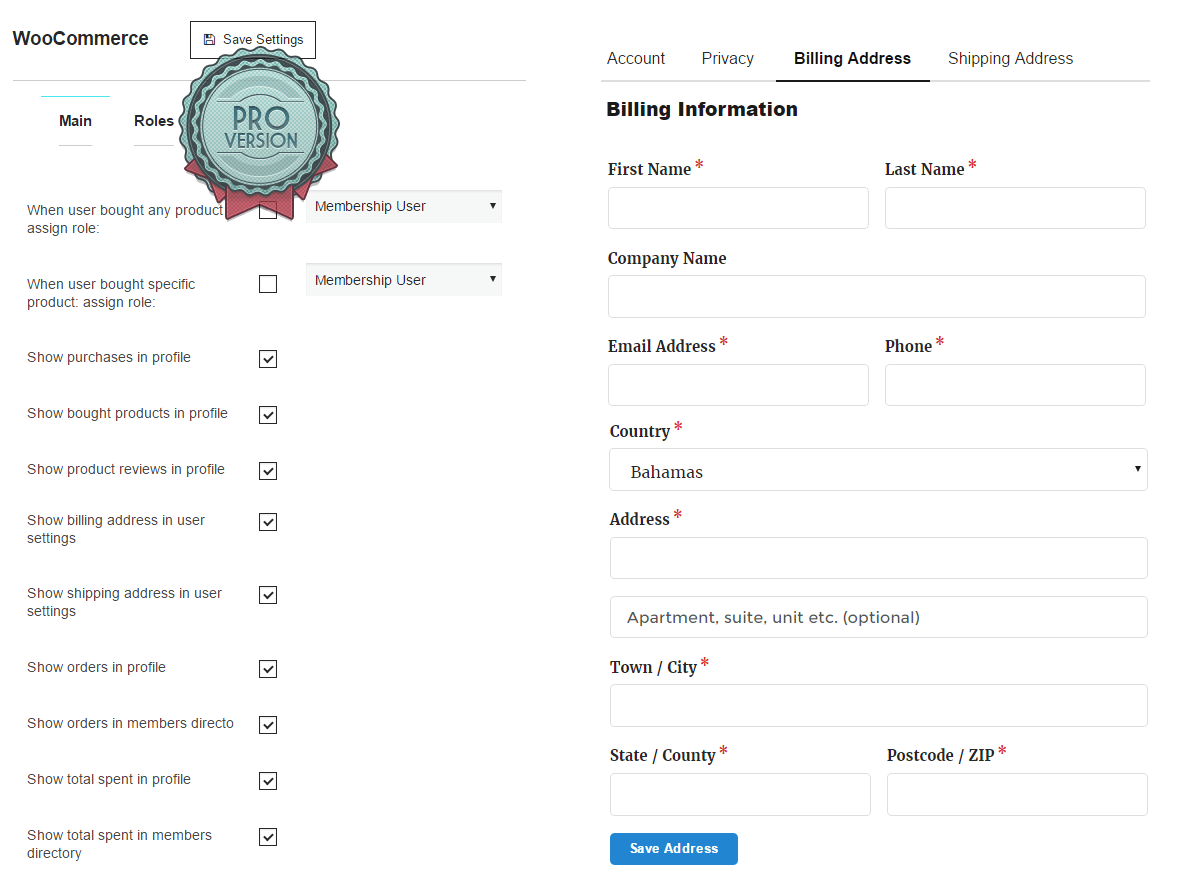 WooCommerce
Save Settings
PRO
VERSION
Main
Roles
When user bought any product
assign role:
Membership User
When user bought specific
product: assign role:
Membership User
Show purchases in profile
Show bought products in profile
Show product reviews in profile
Show billing address in user
settings
Show shipping address in user
settings
Show orders in profile
Show orders in members directo
Show total spent in profile
Show total spent in members
directory
Account
Privacy
Billing Address
Shipping Address
Billing Information
First Name *
Last Name *
Company Name
Email Address *
Phone *
Country *
Bahamas
Address *
Apartment, suite, unit etc. (optional)
Town / City *
State / County *
Postcode / ZIP *
Save Address